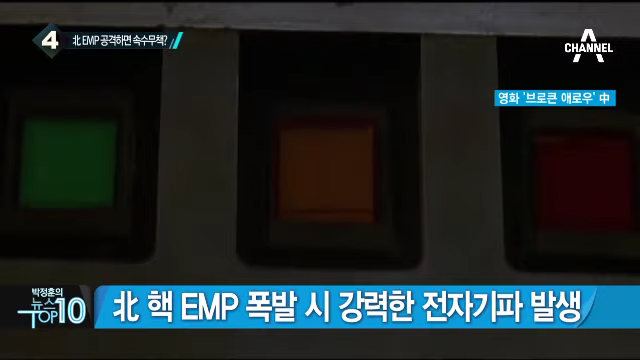 4 北 EMP 공격하면 속수무책?
CHANNEL A
영화 '브로큰 애로우' 中
박정훈의
뉴스
TOP10
北 핵 EMP 폭발 시 강력한 전자기파 발생